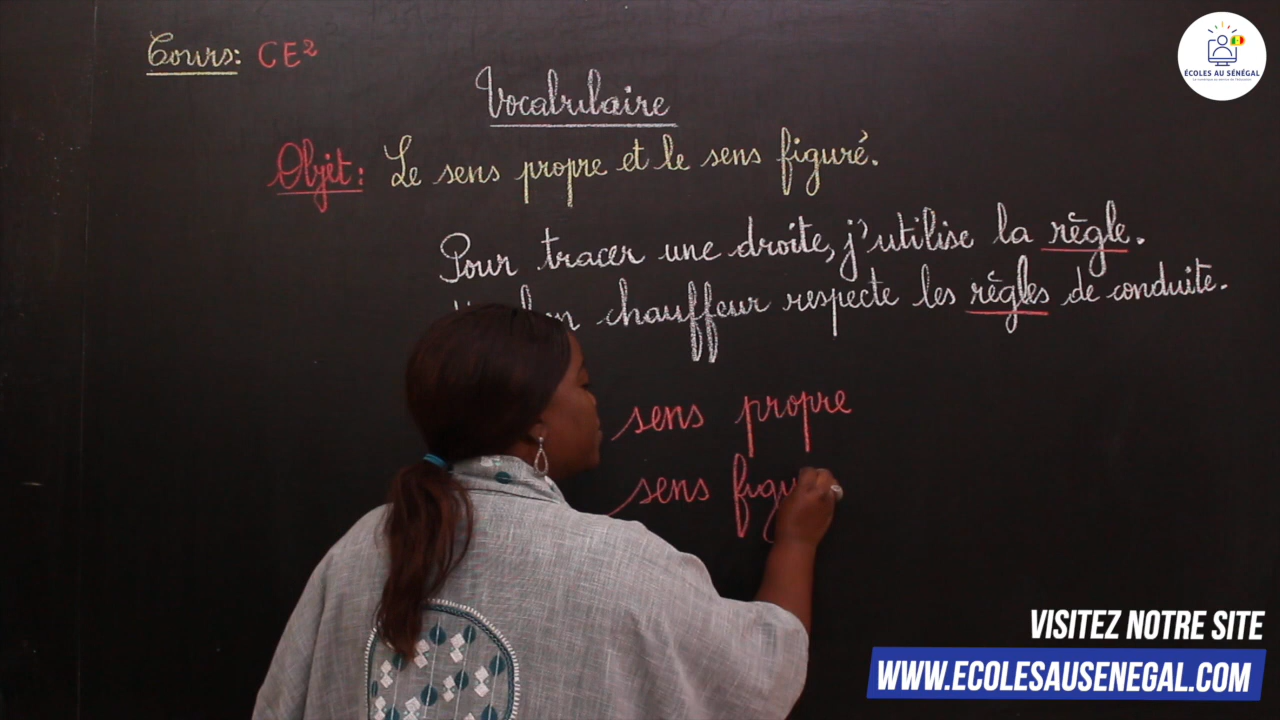 Cours: CE2
ÉCOLES AU SÉNÉGAL
Vocabulaire
Objet: Le sens propre et le sens figuré.
Pour tracer une droite, j'utilise la règle.
chauffeur respecte les règles de conduite.
sens propre
sens figu
VISITEZ NOTRE SITE
WWW.ECOLESAUSENEGAL.COM